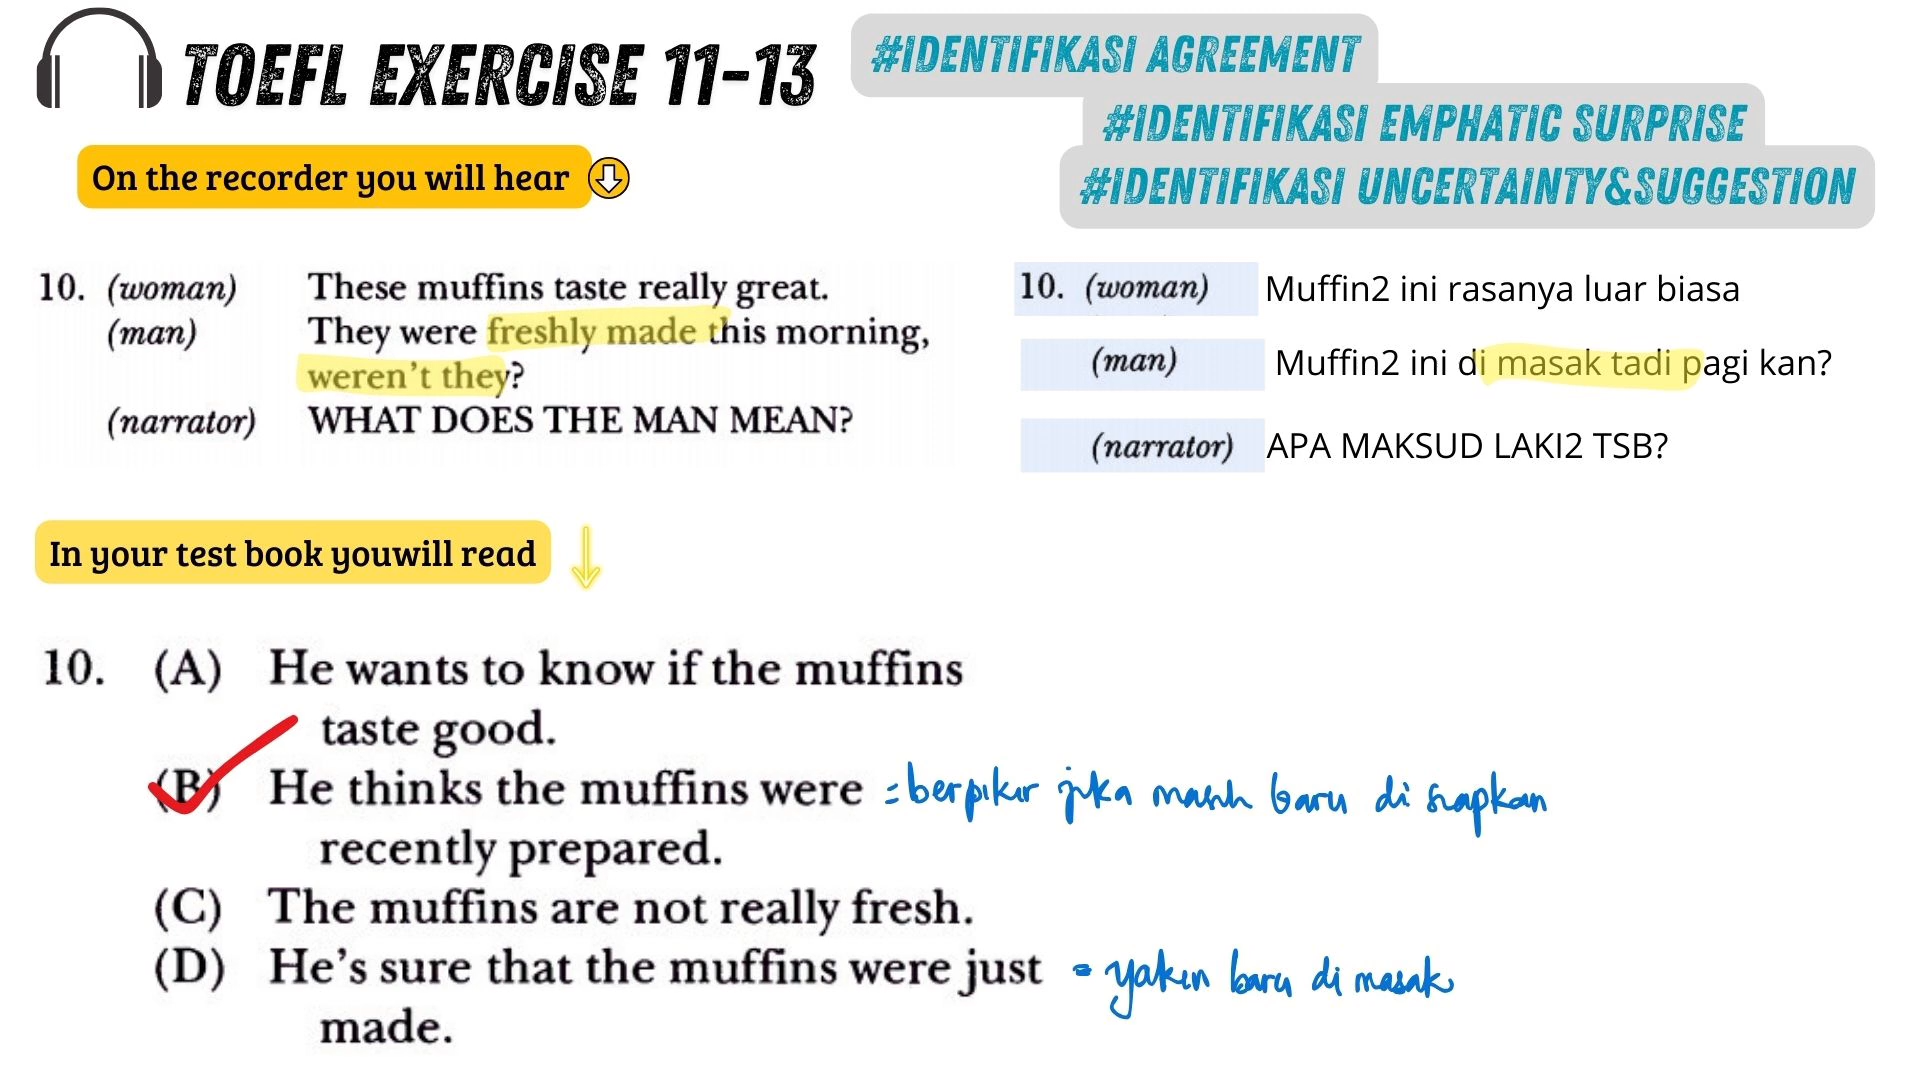 TOEFL EXERCISE 11-13
#IDENTIFIKASI AGREEMENT
#IDENTIFIKASI EMPHATIC SURPRISE
#IDENTIFIKASI UNCERTAINTY&SUGGESTION
On the recorder you will hear
10. (woman) These muffins taste really great.
(man) They were freshly made this morning,
weren't they?
(narrator) WHAT DOES THE MAN MEAN?
10. (woman) Muffin2 ini rasanya luar biasa
(man) Muffin2 ini di masak tadi pagi kan?
(narrator) APA MAKSUD LAKI2 TSB?
In your test book youwill read
10. (A) He wants to know if the muffins
taste good.
(B) He thinks the muffins were = berpikir jika masih baru di siapkan
recently prepared.
(C) The muffins are not really fresh.
(D) He's sure that the muffins were just = yakin baru di masak
made.